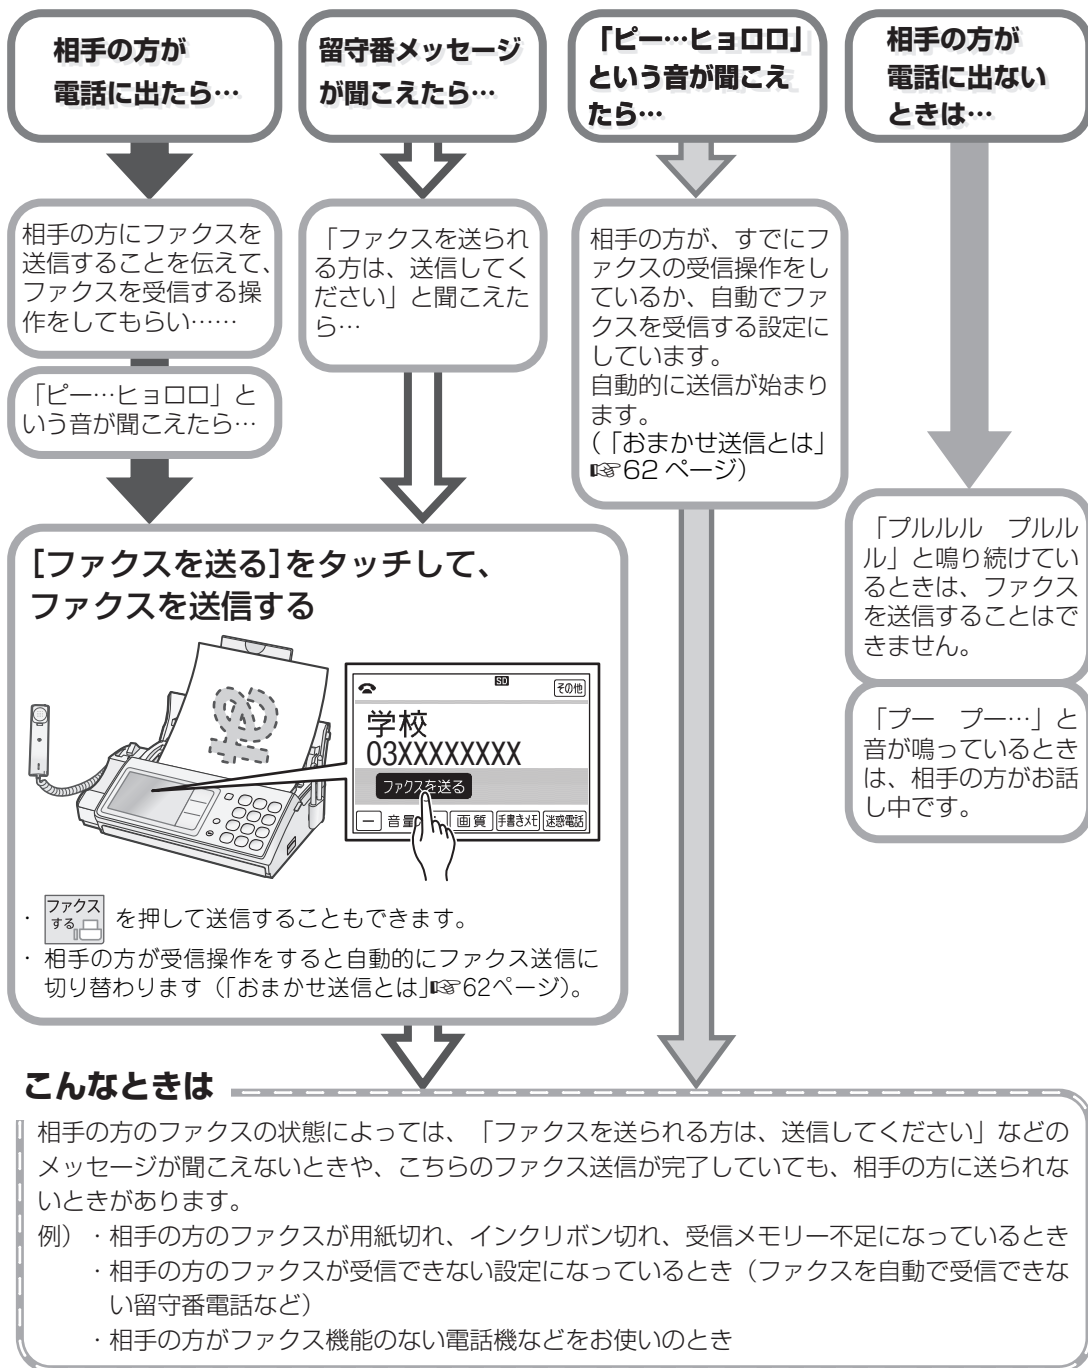 相手の方が
電話に出たら…
留守番メッセージ
が聞こえたら…
「ピー…ヒョロロ」
という音が聞こえ
たら…
相手の方が
電話に出ない
ときは…
相手の方にファクスを
送信することを伝えて、
ファクスを受信する操
作をしてもらい……
「ピー…ヒョロロ」と
いう音が聞こえたら…
「ファクスを送られ
る方は、送信してく
ださい」と聞こえた
ら…
相手の方が、すでにフ
ァクスの受信操作をし
ているか、自動でファ
クスを受信する設定に
しています。
自動的に送信が始まり
ます。
(「おまかせ送信とは」
☞62 ページ)
「プルルル　プルル
ル」と鳴り続けてい
るときは、ファクス
を送信することはで
きません。
「プー　プー…」と
音が鳴っているとき
は、相手の方がお話
し中です。
[ファクスを送る]をタッチして、
ファクスを送信する
SD
その他
学校
03XXXXXXXX
ファクスを送る
− 音量 画質 手書きメモ 迷惑電話
・ ファクス
する
を押して送信することもできます。
・ 相手の方が受信操作をすると自動的にファクス送信に
切り替わります（「おまかせ送信とは」☞62ページ）。
こんなときは
相手の方のファクスの状態によっては、「ファクスを送られる方は、送信してください」などの
メッセージが聞こえないときや、こちらのファクス送信が完了していても、相手の方に送られな
いときがあります。
例）・相手の方のファクスが用紙切れ、インクリボン切れ、受信メモリー不足になっているとき
・相手の方のファクスが受信できない設定になっているとき（ファクスを自動で受信できな
い留守番電話など）
・相手の方がファクス機能のない電話機などをお使いのとき